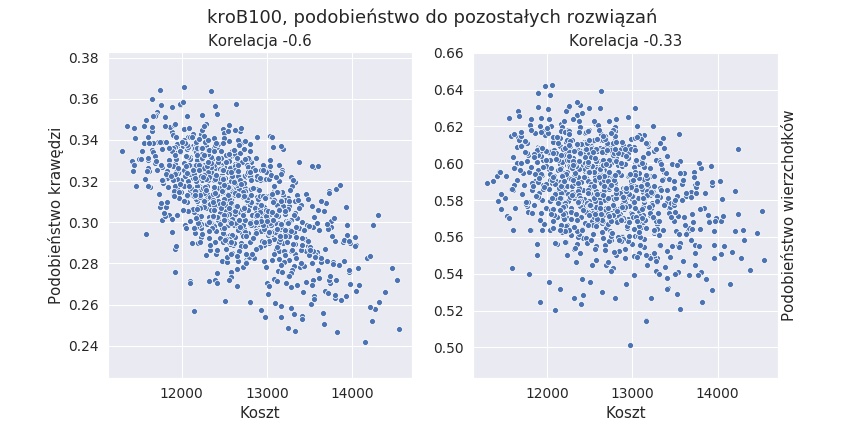 kroB100, podobieństwo do pozostałych rozwiązań
Korelacja -0.6
Podobieństwo krawędzi
0.38
0.36
0.34
0.32
0.30
0.28
0.26
0.24
12000 13000 14000
Koszt
Korelacja -0.33
0.66
0.64
0.62
0.60
0.58
0.56
0.54
0.52
0.50
12000 13000 14000
Koszt
Podobieństwo wierzchołków